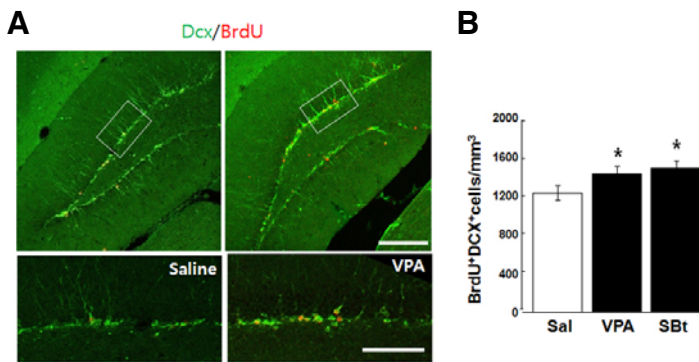 A
Dcx/BrdU
Saline
VPA
B
BrdU⁺DCX⁺cells/mm³
2000
1600
1200
800
400
0
*
*
Sal
VPA
SBt